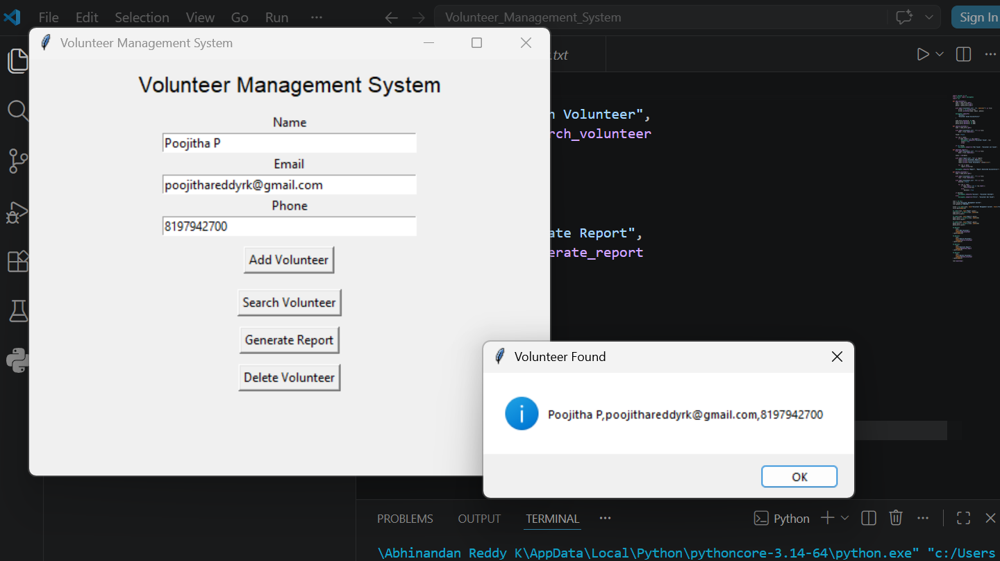 File Edit Selection View Go Run ···
Volunteer_Management_System
Sign In
Volunteer Management System
.txt
Volunteer Management System
Name
Poojitha P
Email
poojithareddyrk@gmail.com
Phone
8197942700
Add Volunteer
Search Volunteer
Generate Report
Delete Volunteer
Volunteer",
rch_volunteer
ate Report",
erate_report
Volunteer Found
Poojitha P,poojithareddyrk@gmail.com,8197942700
OK
PROBLEMS OUTPUT TERMINAL ··· Python
\Abhinandan Reddy K\AppData\Local\Python\pythoncore-3.14-64\python.exe" "c:/Users